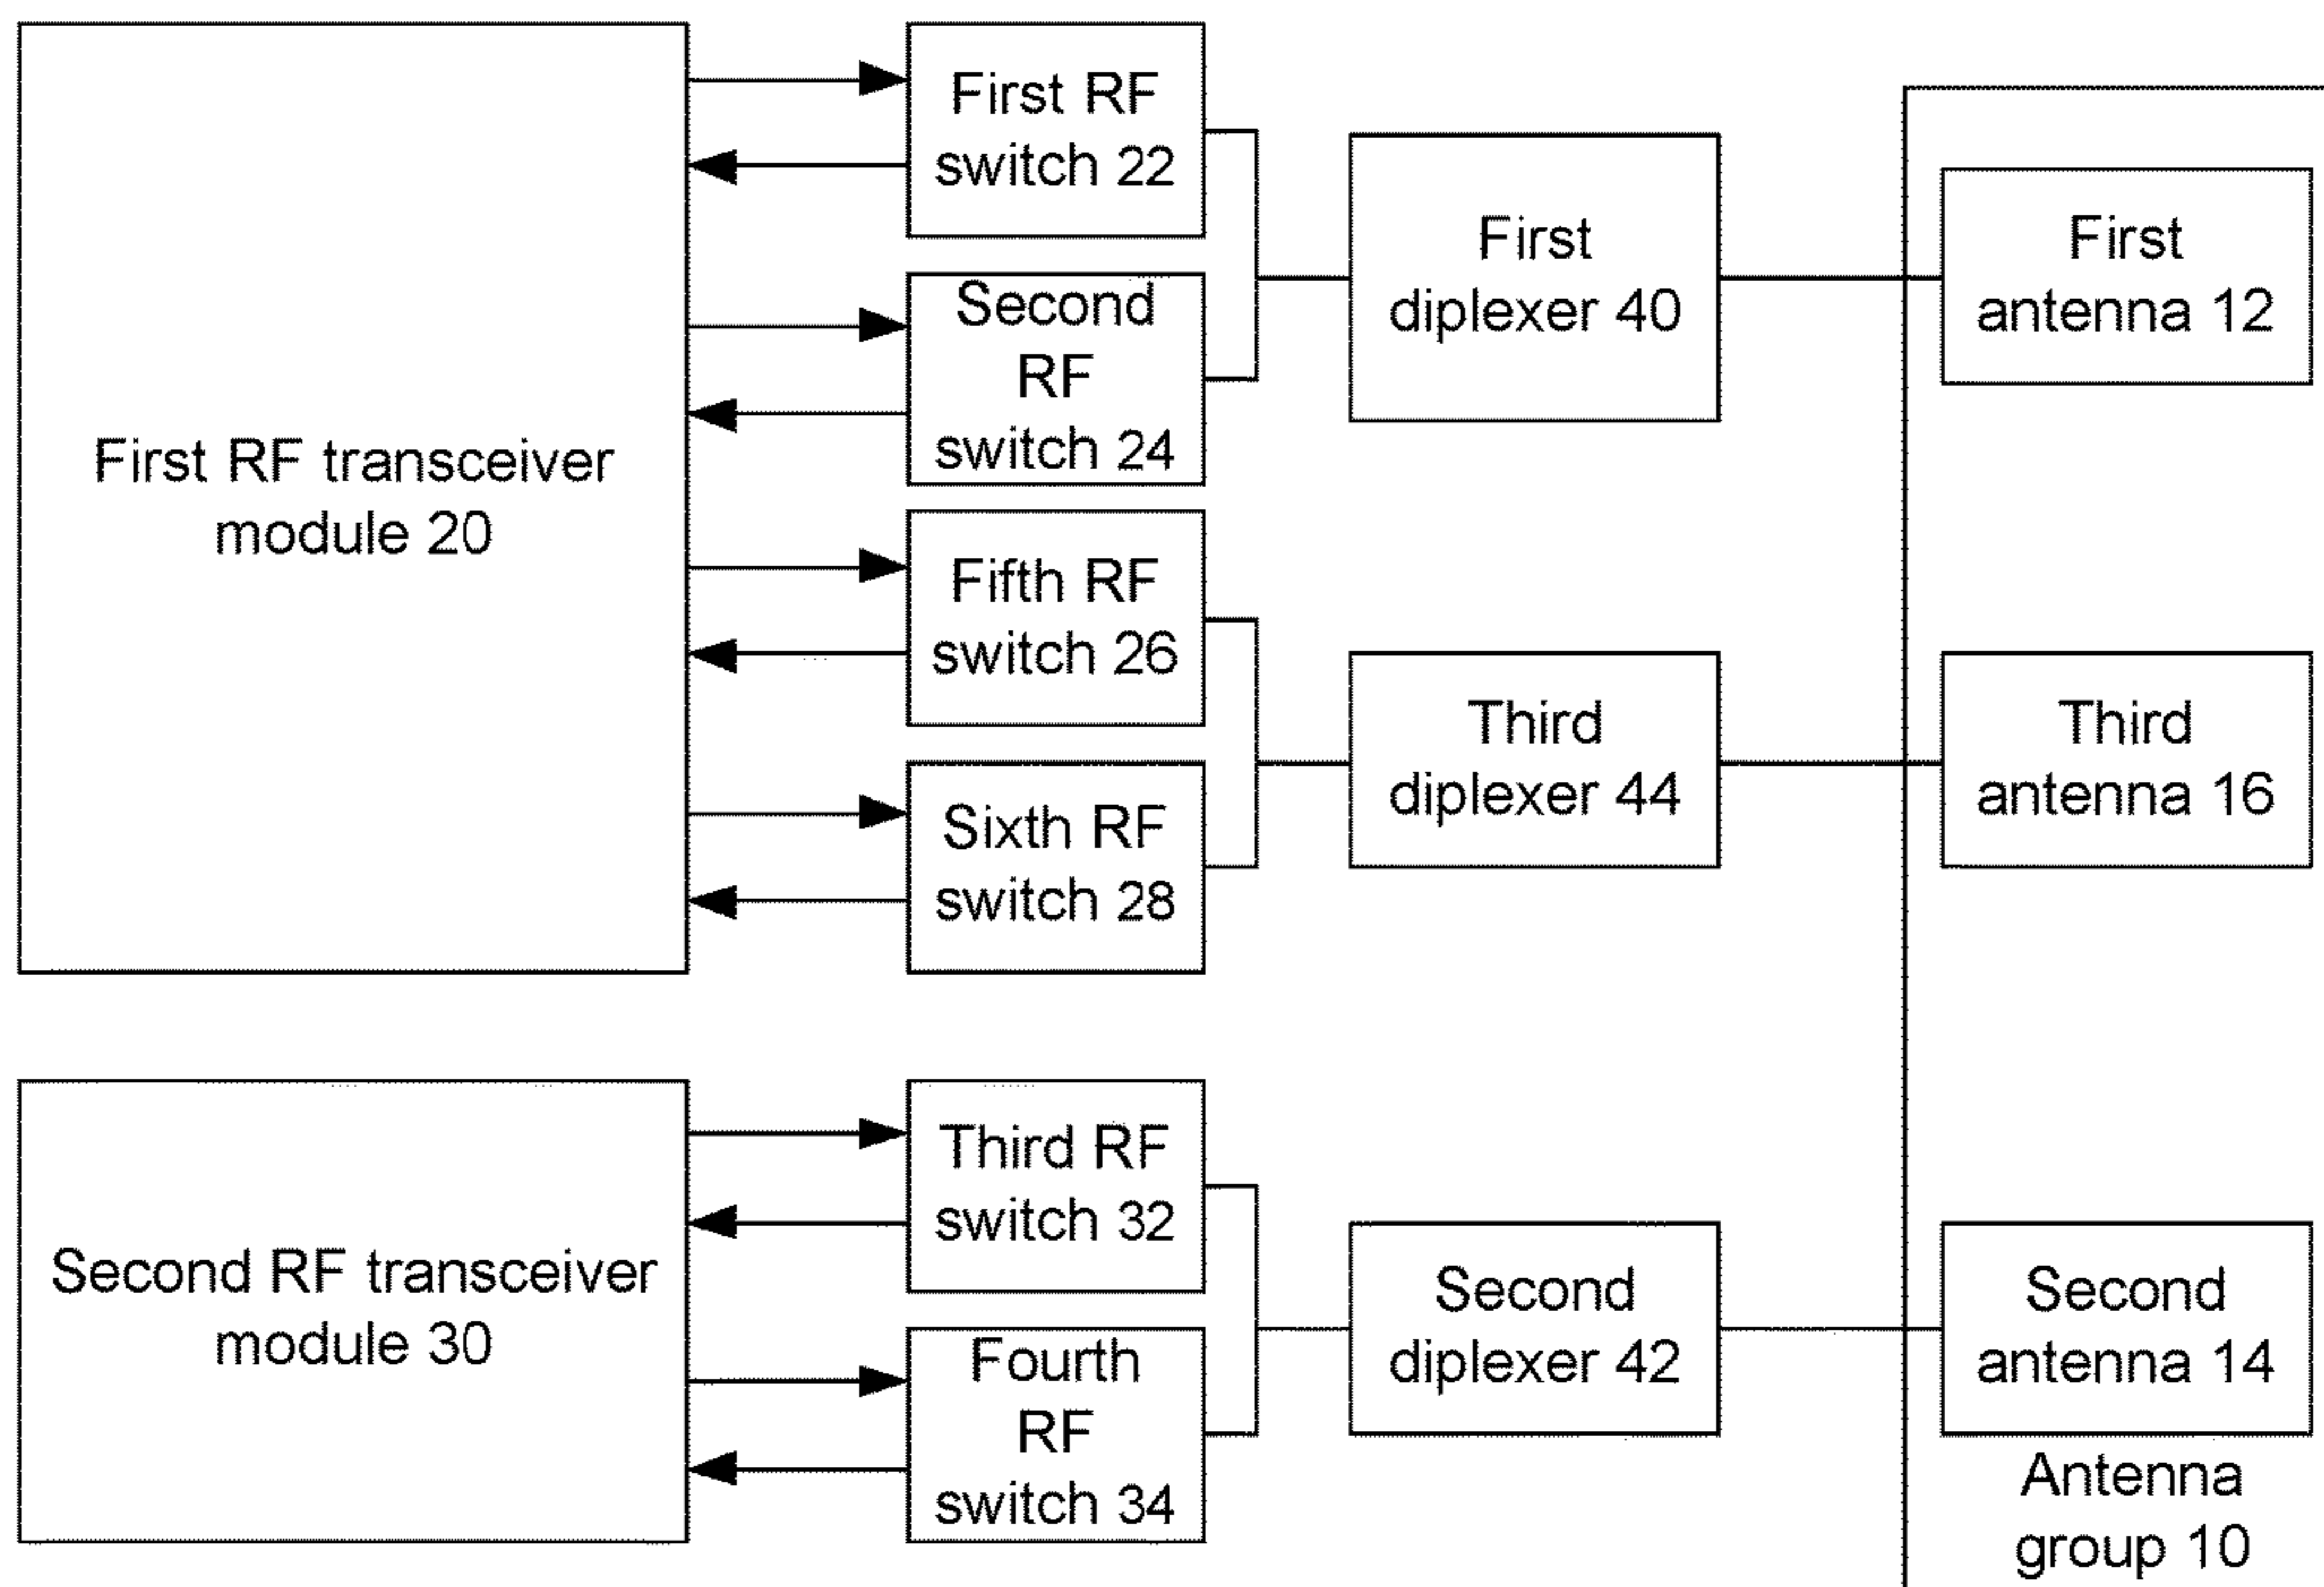 First RF transceiver
module 20
First RF
switch 22
Second
RF
switch 24
Fifth RF
switch 26
Sixth RF
switch 28
First
diplexer 40
Third
diplexer 44
First
antenna 12
Third
antenna 16
Second RF transceiver
module 30
Third RF
switch 32
Fourth
RF
switch 34
Second
diplexer 42
Second
antenna 14
Antenna
group 10